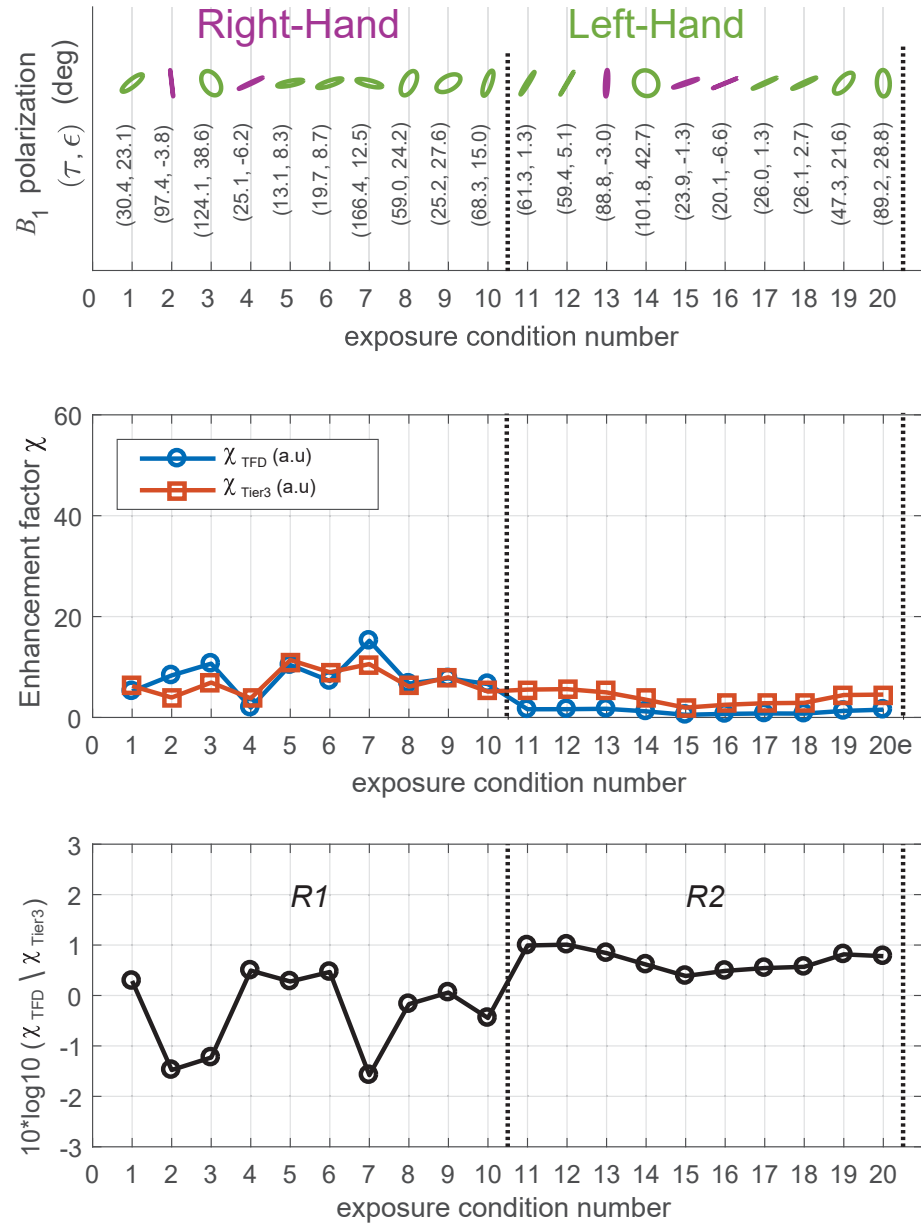 Right-Hand Left-Hand
B1 polarization
(τ, ϵ) (deg)
(30.4, 23.1)
(97.4, -3.8)
(124.1, 38.6)
(25.1, -6.2)
(13.1, 8.3)
(19.7, 8.7)
(166.4, 12.5)
(59.0, 24.2)
(25.2, 27.6)
(68.3, 15.0)
(61.3, 1.3)
(59.4, 5.1)
(88.8, -3.0)
(101.8, 42.7)
(23.9, -1.3)
(20.1, -6.6)
(26.0, 1.3)
(26.1, 2.7)
(47.3, 21.6)
(89.2, 28.8)
0 1 2 3 4 5 6 7 8 9 10 11 12 13 14 15 16 17 18 19 20
exposure condition number
Enhancement factor χ
60
40
20
0
χ TFD (a.u)
χ Tier3 (a.u)
0 1 2 3 4 5 6 7 8 9 10 11 12 13 14 15 16 17 18 19 20e
exposure condition number
10*log10 (χ TFD \ χ Tier3)
3
2
1
0
-1
-2
-3
R1 R2
0 1 2 3 4 5 6 7 8 9 10 11 12 13 14 15 16 17 18 19 20
exposure condition number